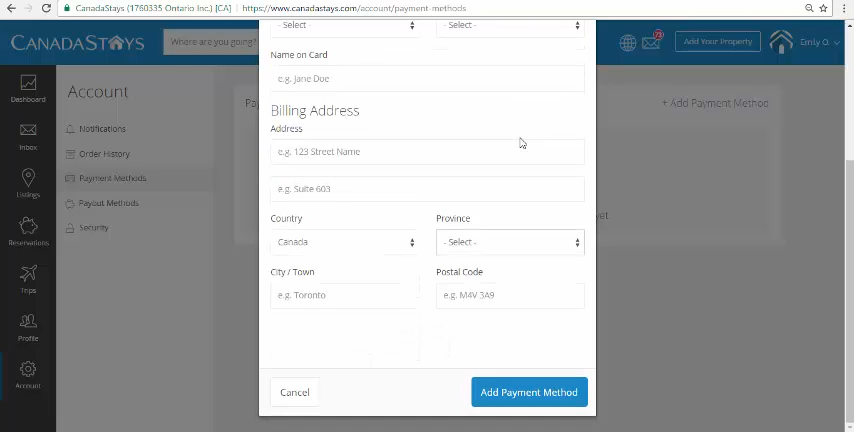 CanadaStays (1760335 Ontario Inc.) [CA] https://www.canadastays.com/account/payment-methods
CANADASTAYS
Where are you going?
73
Add Your Property
Emily O.
- Select -
- Select -
Name on Card
e.g. Jane Doe
Billing Address
Address
e.g. 123 Street Name
e.g. Suite 603
Country
Province
Canada
- Select -
City / Town
Postal Code
e.g. Toronto
e.g. M4V 3A9
Cancel
Add Payment Method
Dashboard
Inbox
Listings
Reservations
Trips
Profile
Account
Account
Notifications
Order History
Payment Methods
Payout Methods
Security
+ Add Payment Method